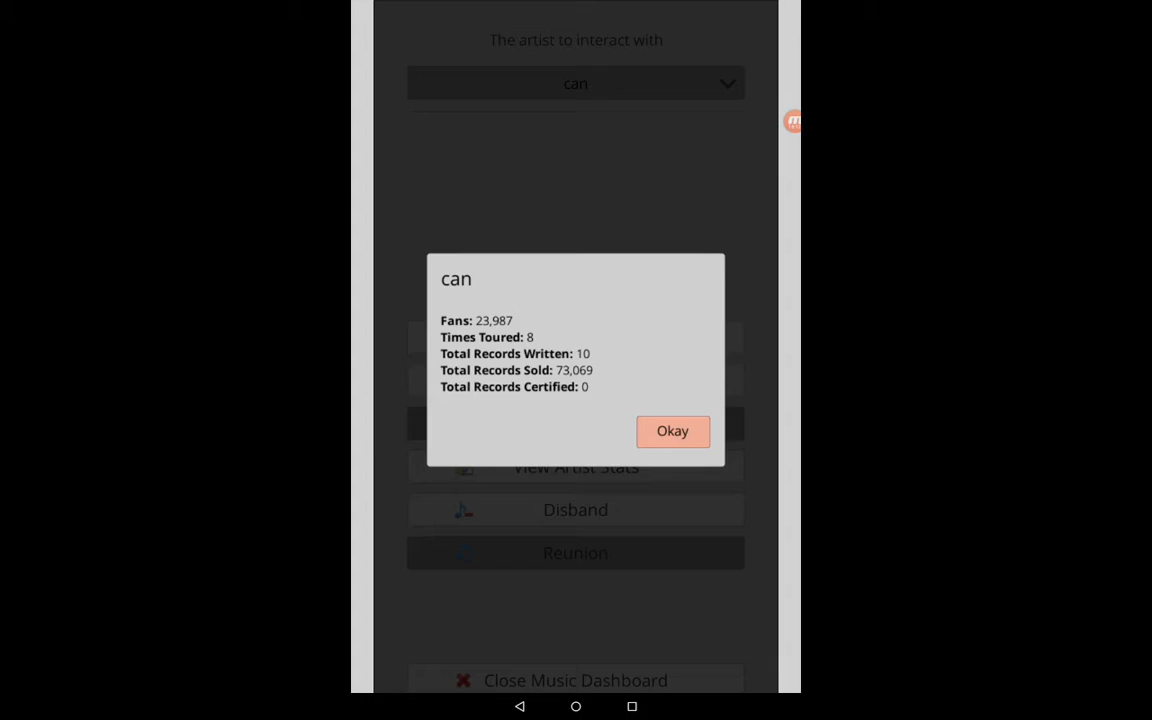 The artist to interact with
can
can
Fans: 23,987
Times Toured: 8
Total Records Written: 10
Total Records Sold: 73,069
Total Records Certified: 0
Okay
View Artist Stats
Disband
Reunion
Close Music Dashboard